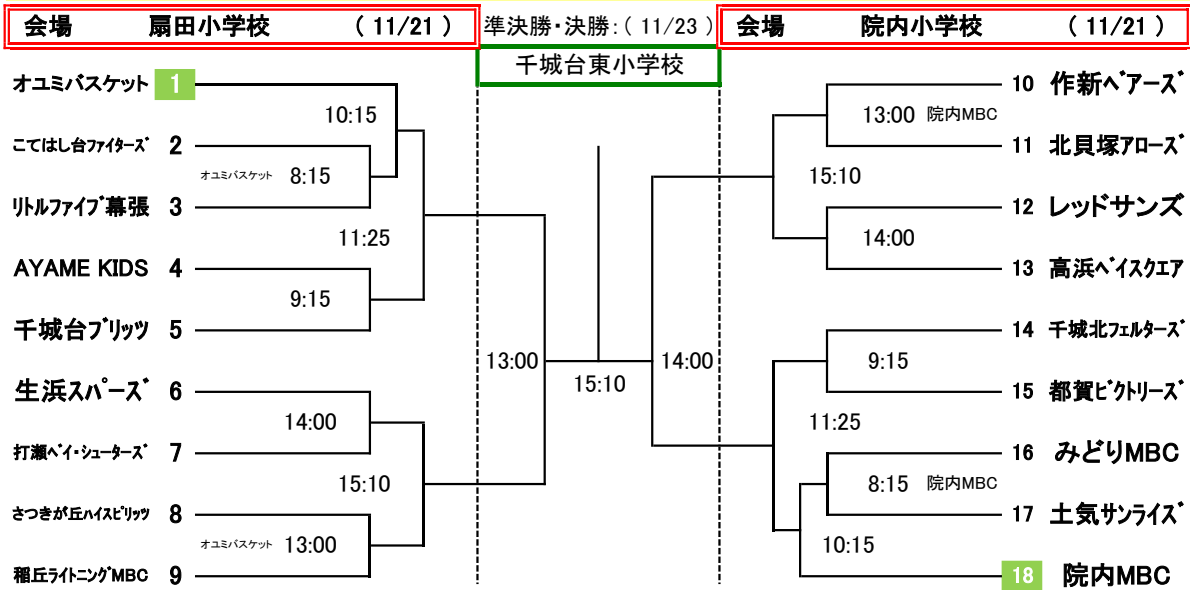 会場 扇田小学校 ( 11/21 ) 準決勝・決勝:( 11/23 ) 会場 院内小学校 ( 11/21 )
千城台東小学校
オユミバスケット 1
10:15
こてはし台ファイターズ 2
オユミバスケット 8:15
リトルファイブ幕張 3
11:25
AYAME KIDS 4
9:15
千城台ブリッツ 5
生浜スパーズ 6
14:00
打瀬ベイ・シューターズ 7
15:10
さつきが丘ハイスピリッツ 8
オユミバスケット 13:00
稲丘ライトニングMBC 9
13:00
15:10
14:00
10 作新ベアーズ
13:00 院内MBC
11 北貝塚アローズ
15:10
12 レッドサンズ
14:00
13 高浜ベイスクエア
14 千城北フェルターズ
9:15
15 都賀ビクトリーズ
11:25
16 みどりMBC
8:15 院内MBC
17 土気サンライズ
10:15
18 院内MBC